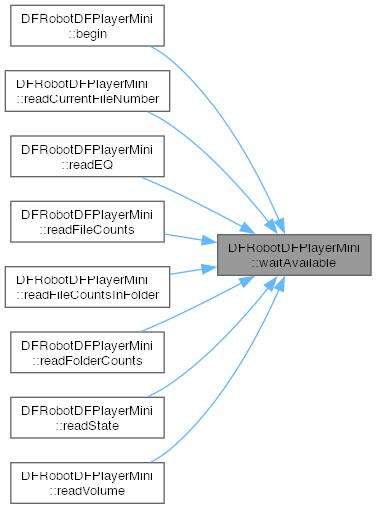 DFRobotDFPlayerMini
::begin
DFRobotDFPlayerMini
::readCurrentFileNumber
DFRobotDFPlayerMini
::readEQ
DFRobotDFPlayerMini
::readFileCounts
DFRobotDFPlayerMini
::waitAvailable
DFRobotDFPlayerMini
::readFileCountsInFolder
DFRobotDFPlayerMini
::readFolderCounts
DFRobotDFPlayerMini
::readState
DFRobotDFPlayerMini
::readVolume